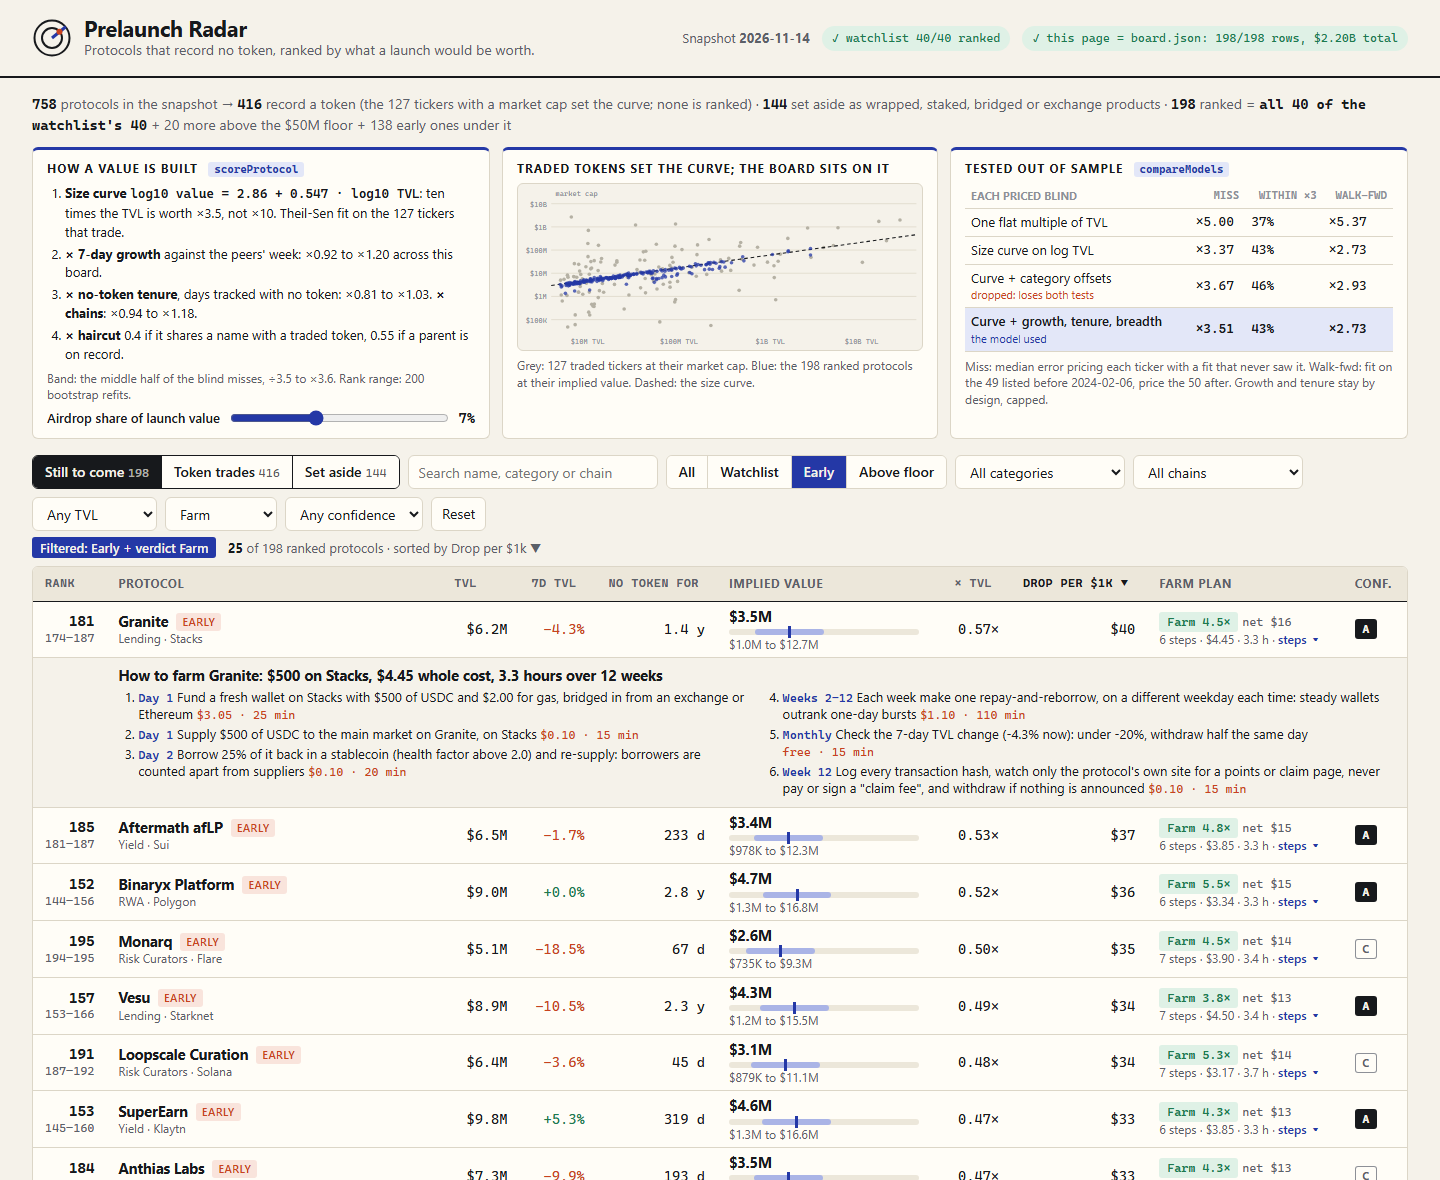 Prelaunch Radar
Protocols that record no token, ranked by what a launch would be worth.
Snapshot 2026-11-14
✓ watchlist 40/40 ranked
✓ this page = board.json: 198/198 rows, $2.20B total
758 protocols in the snapshot → 416 record a token (the 127 tickers with a market cap set the curve; none is ranked) · 144 set aside as wrapped, staked, bridged or exchange products · 198 ranked = all 40 of the
watchlist's 40 + 20 more above the $50M floor + 138 early ones under it
HOW A VALUE IS BUILT scoreProtocol
1. Size curve log10 value = 2.86 + 0.547 · log10 TVL: ten
times the TVL is worth ×3.5, not ×10. Theil-Sen fit on the 127 tickers
that trade.
2. × 7-day growth against the peers' week: ×0.92 to ×1.20 across this
board.
3. × no-token tenure, days tracked with no token: ×0.81 to ×1.03. ×
chains: ×0.94 to ×1.18.
4. × haircut 0.4 if it shares a name with a traded token, 0.55 if a parent is
on record.
Band: the middle half of the blind misses, ÷3.5 to ×3.6. Rank range: 200
bootstrap refits.
Airdrop share of launch value 7%
TRADED TOKENS SET THE CURVE; THE BOARD SITS ON IT
market cap
$10B
$1B
$100M
$10M
$1M
$100K
$10M TVL $100M TVL $1B TVL $10B TVL
Grey: 127 traded tickers at their market cap. Blue: the 198 ranked protocols
at their implied value. Dashed: the size curve.
TESTED OUT OF SAMPLE compareModels
EACH PRICED BLIND MISS WITHIN ×3 WALK-FWD
One flat multiple of TVL ×5.00 37% ×5.37
Size curve on log TVL ×3.37 43% ×2.73
Curve + category offsets ×3.67 46% ×2.93
dropped: loses both tests
Curve + growth, tenure, breadth ×3.51 43% ×2.73
the model used
Miss: median error pricing each ticker with a fit that never saw it. Walk-fwd: fit on
the 49 listed before 2024-02-06, price the 50 after. Growth and tenure stay by
design, capped.
Still to come 198 Token trades 416 Set aside 144 Search name, category or chain All Watchlist Early Above floor All categories All chains
Any TVL Farm Any confidence Reset
Filtered: Early + verdict Farm 25 of 198 ranked protocols · sorted by Drop per $1k ▼
RANK PROTOCOL TVL 7D TVL NO TOKEN FOR IMPLIED VALUE × TVL DROP PER $1K ▼ FARM PLAN CONF.
181 Granite EARLY $6.2M −4.3% 1.4 y $3.5M 0.57× $40 Farm 4.5× net $16 A
174–187 Lending · Stacks $1.0M to $12.7M 6 steps · $4.45 · 3.3 h · steps ▾
How to farm Granite: $500 on Stacks, $4.45 whole cost, 3.3 hours over 12 weeks
1. Day 1 Fund a fresh wallet on Stacks with $500 of USDC and $2.00 for gas, bridged in from an exchange or
Ethereum $3.05 · 25 min
2. Day 1 Supply $500 of USDC to the main market on Granite, on Stacks $0.10 · 15 min
3. Day 2 Borrow 25% of it back in a stablecoin (health factor above 2.0) and re-supply: borrowers are
counted apart from suppliers $0.10 · 20 min
4. Weeks 2–12 Each week make one repay-and-reborrow, on a different weekday each time: steady wallets
outrank one-day bursts $1.10 · 110 min
5. Monthly Check the 7-day TVL change (-4.3% now): under -20%, withdraw half the same day
free · 15 min
6. Week 12 Log every transaction hash, watch only the protocol's own site for a points or claim page, never
pay or sign a "claim fee", and withdraw if nothing is announced $0.10 · 15 min
185 Aftermath afLP EARLY $6.5M −1.7% 233 d $3.4M 0.53× $37 Farm 4.8× net $15 A
181–187 Yield · Sui $978K to $12.3M 6 steps · $3.85 · 3.3 h · steps ▾
152 Binaryx Platform EARLY $9.0M +0.0% 2.8 y $4.7M 0.52× $36 Farm 5.5× net $15 A
144–156 RWA · Polygon $1.3M to $16.8M 6 steps · $3.34 · 3.3 h · steps ▾
195 Monarq EARLY $5.1M −18.5% 67 d $2.6M 0.50× $35 Farm 4.5× net $14 C
194–195 Risk Curators · Flare $735K to $9.3M 7 steps · $3.90 · 3.4 h · steps ▾
157 Vesu EARLY $8.9M −10.5% 2.3 y $4.3M 0.49× $34 Farm 3.8× net $13 A
153–166 Lending · Starknet $1.2M to $15.5M 7 steps · $4.50 · 3.4 h · steps ▾
191 Loopscale Curation EARLY $6.4M −3.6% 45 d $3.1M 0.48× $34 Farm 5.3× net $14 C
187–192 Risk Curators · Solana $879K to $11.1M 7 steps · $3.17 · 3.7 h · steps ▾
153 SuperEarn EARLY $9.8M +5.3% 319 d $4.6M 0.47× $33 Farm 4.3× net $13 A
145–160 Yield · Klaytn $1.3M to $16.6M 6 steps · $3.85 · 3.3 h · steps ▾
184 Anthias Labs EARLY $7.3M −9.9% 193 d $3.5M 0.47× $33 Farm 4.3× net $13 C